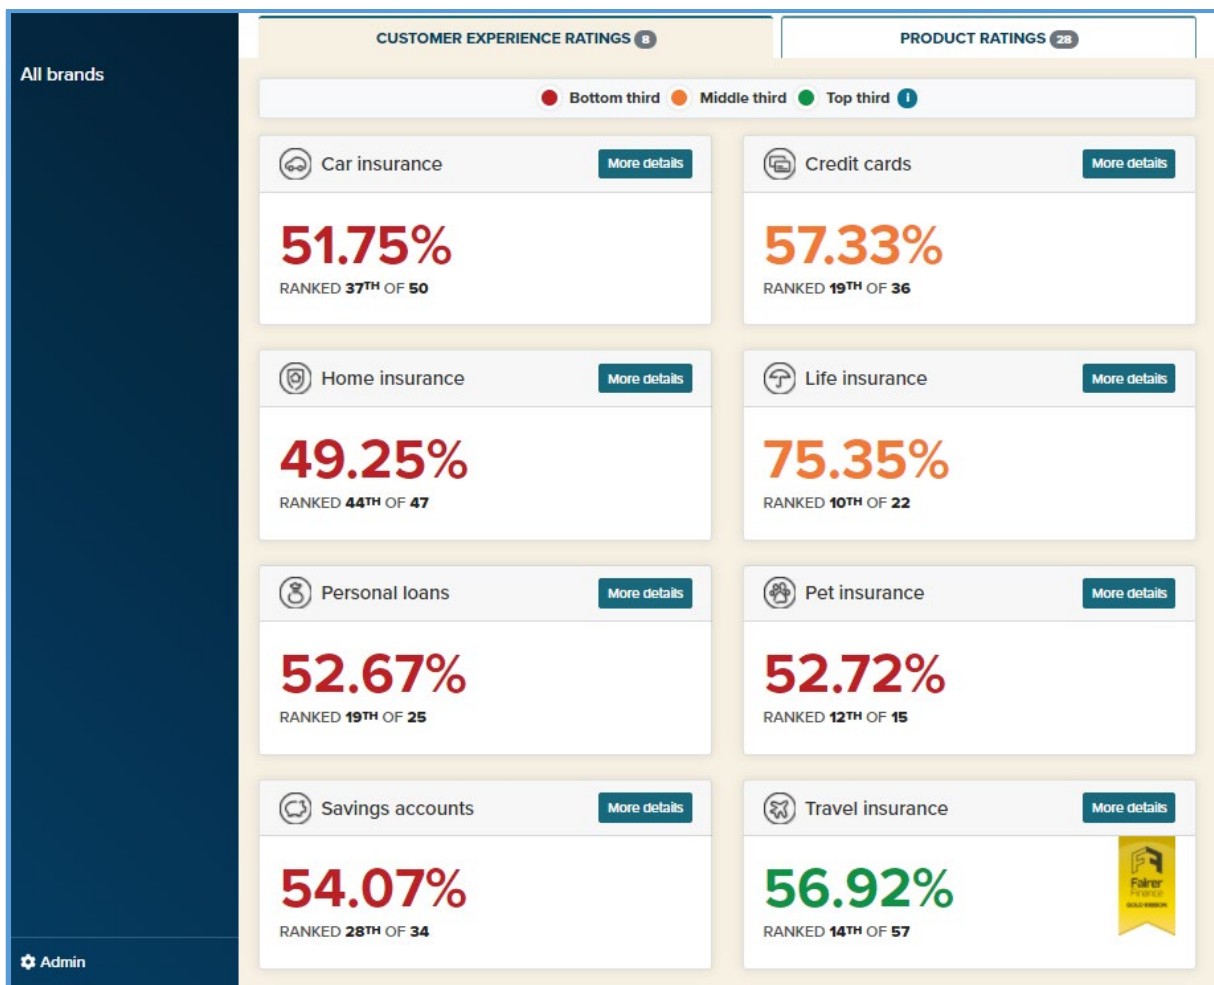 CUSTOMER EXPERIENCE RATINGS 8
PRODUCT RATINGS 28
All brands
Bottom third Middle third Top third i
Car insurance More details
51.75%
RANKED 37TH OF 50
Credit cards More details
57.33%
RANKED 19TH OF 36
Home insurance More details
49.25%
RANKED 44TH OF 47
Life insurance More details
75.35%
RANKED 10TH OF 22
Personal loans More details
52.67%
RANKED 19TH OF 25
Pet insurance More details
52.72%
RANKED 12TH OF 15
Savings accounts More details
54.07%
RANKED 28TH OF 34
Travel insurance More details
56.92%
RANKED 14TH OF 57
Fairer
Finance
GOLD RIBBON
Admin